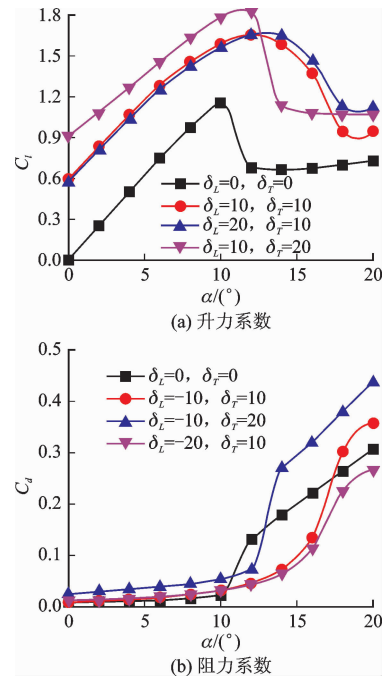 1.8
1.5
1.2
0.9
0.6
0.3
0.0
C_l
δ_L=0，δ_T=0
δ_L=10，δ_T=10
δ_L=20，δ_T=10
δ_L=10，δ_T=20
0 5 10 15 20
α/(°)
(a) 升力系数
0.5
0.4
0.3
0.2
0.1
0.0
C_d
δ_L=0，δ_T=0
δ_L=−10，δ_T=10
δ_L=−10，δ_T=20
δ_L=−20，δ_T=10
0 5 10 15 20
α/(°)
(b) 阻力系数